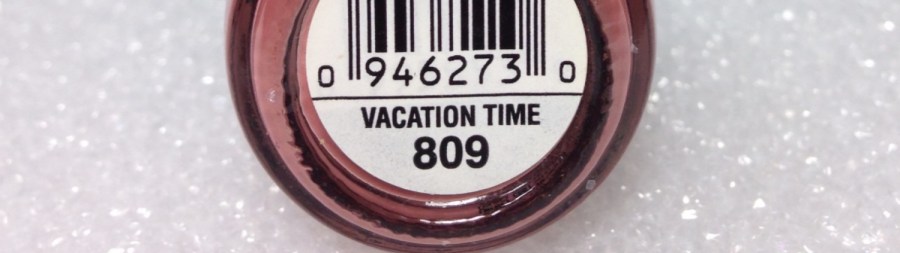 0 946273 0
VACATION TIME
809